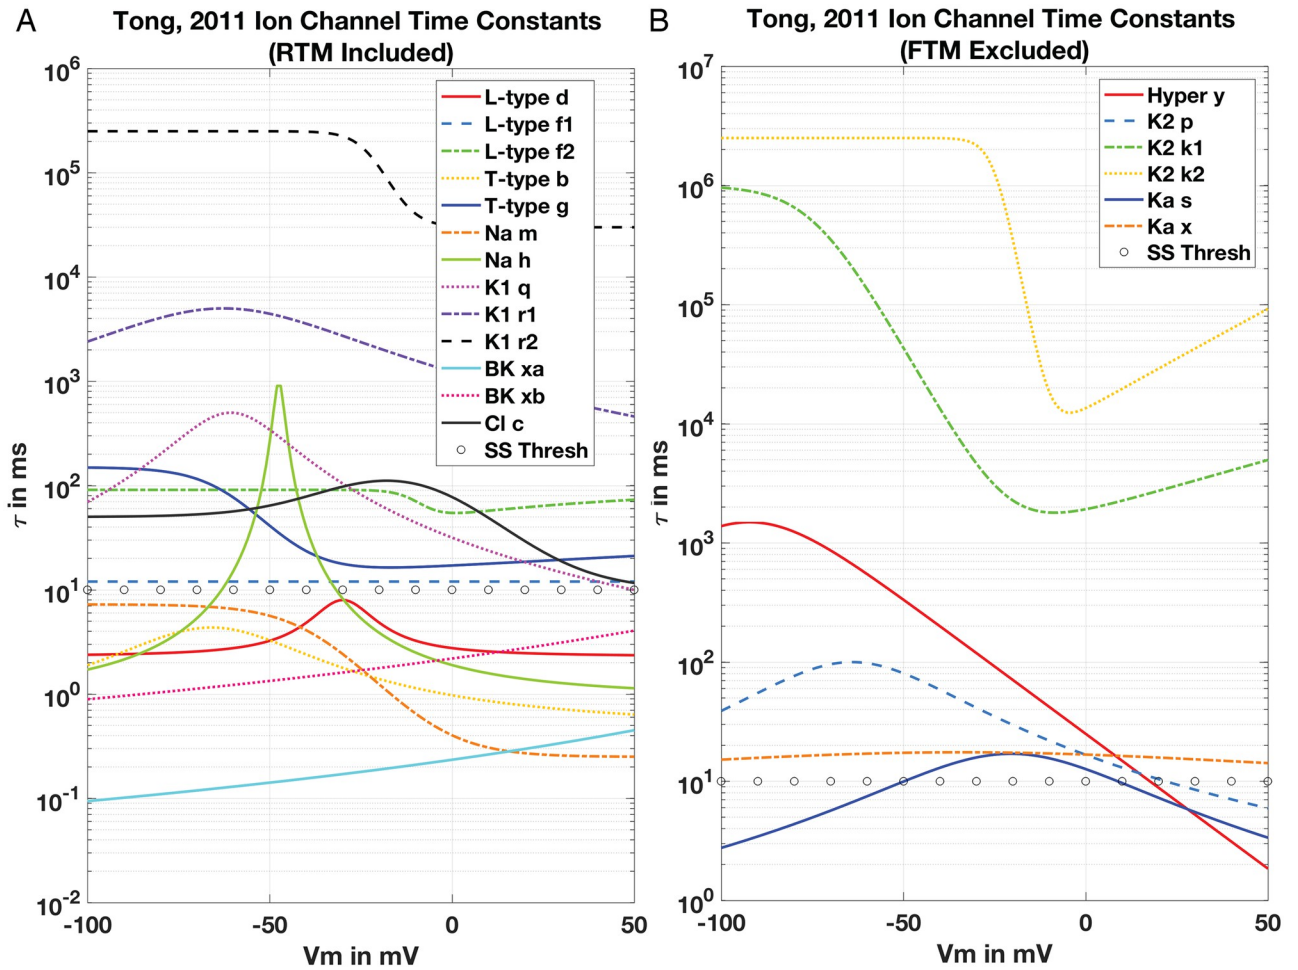 A
Tong, 2011 Ion Channel Time Constants
(RTM Included)
10^6
10^5
10^4
10^3
10^2
10^1
10^0
10^-1
10^-2
τ in ms
-100
-50
0
50
Vm in mV
L-type d
L-type f1
L-type f2
T-type b
T-type g
Na m
Na h
K1 q
K1 r1
K1 r2
BK xa
BK xb
Cl c
SS Thresh
B
Tong, 2011 Ion Channel Time Constants
(FTM Excluded)
10^7
10^6
10^5
10^4
10^3
10^2
10^1
10^0
τ in ms
-100
-50
0
50
Vm in mV
Hyper y
K2 p
K2 k1
K2 k2
Ka s
Ka x
SS Thresh